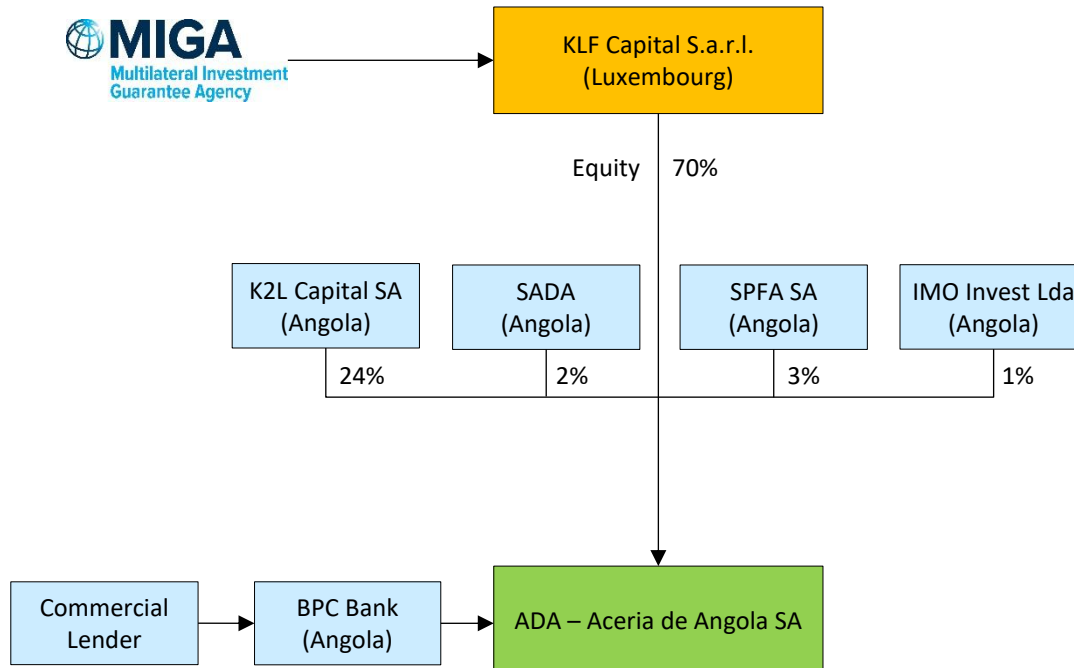 MIGA
Multilateral Investment
Guarantee Agency
KLF Capital S.a.r.l.
(Luxembourg)
Equity 70%
K2L Capital SA
(Angola)
SADA
(Angola)
SPFA SA
(Angola)
IMO Invest Lda
(Angola)
24%
2%
3%
1%
Commercial
Lender
BPC Bank
(Angola)
ADA – Aceria de Angola SA